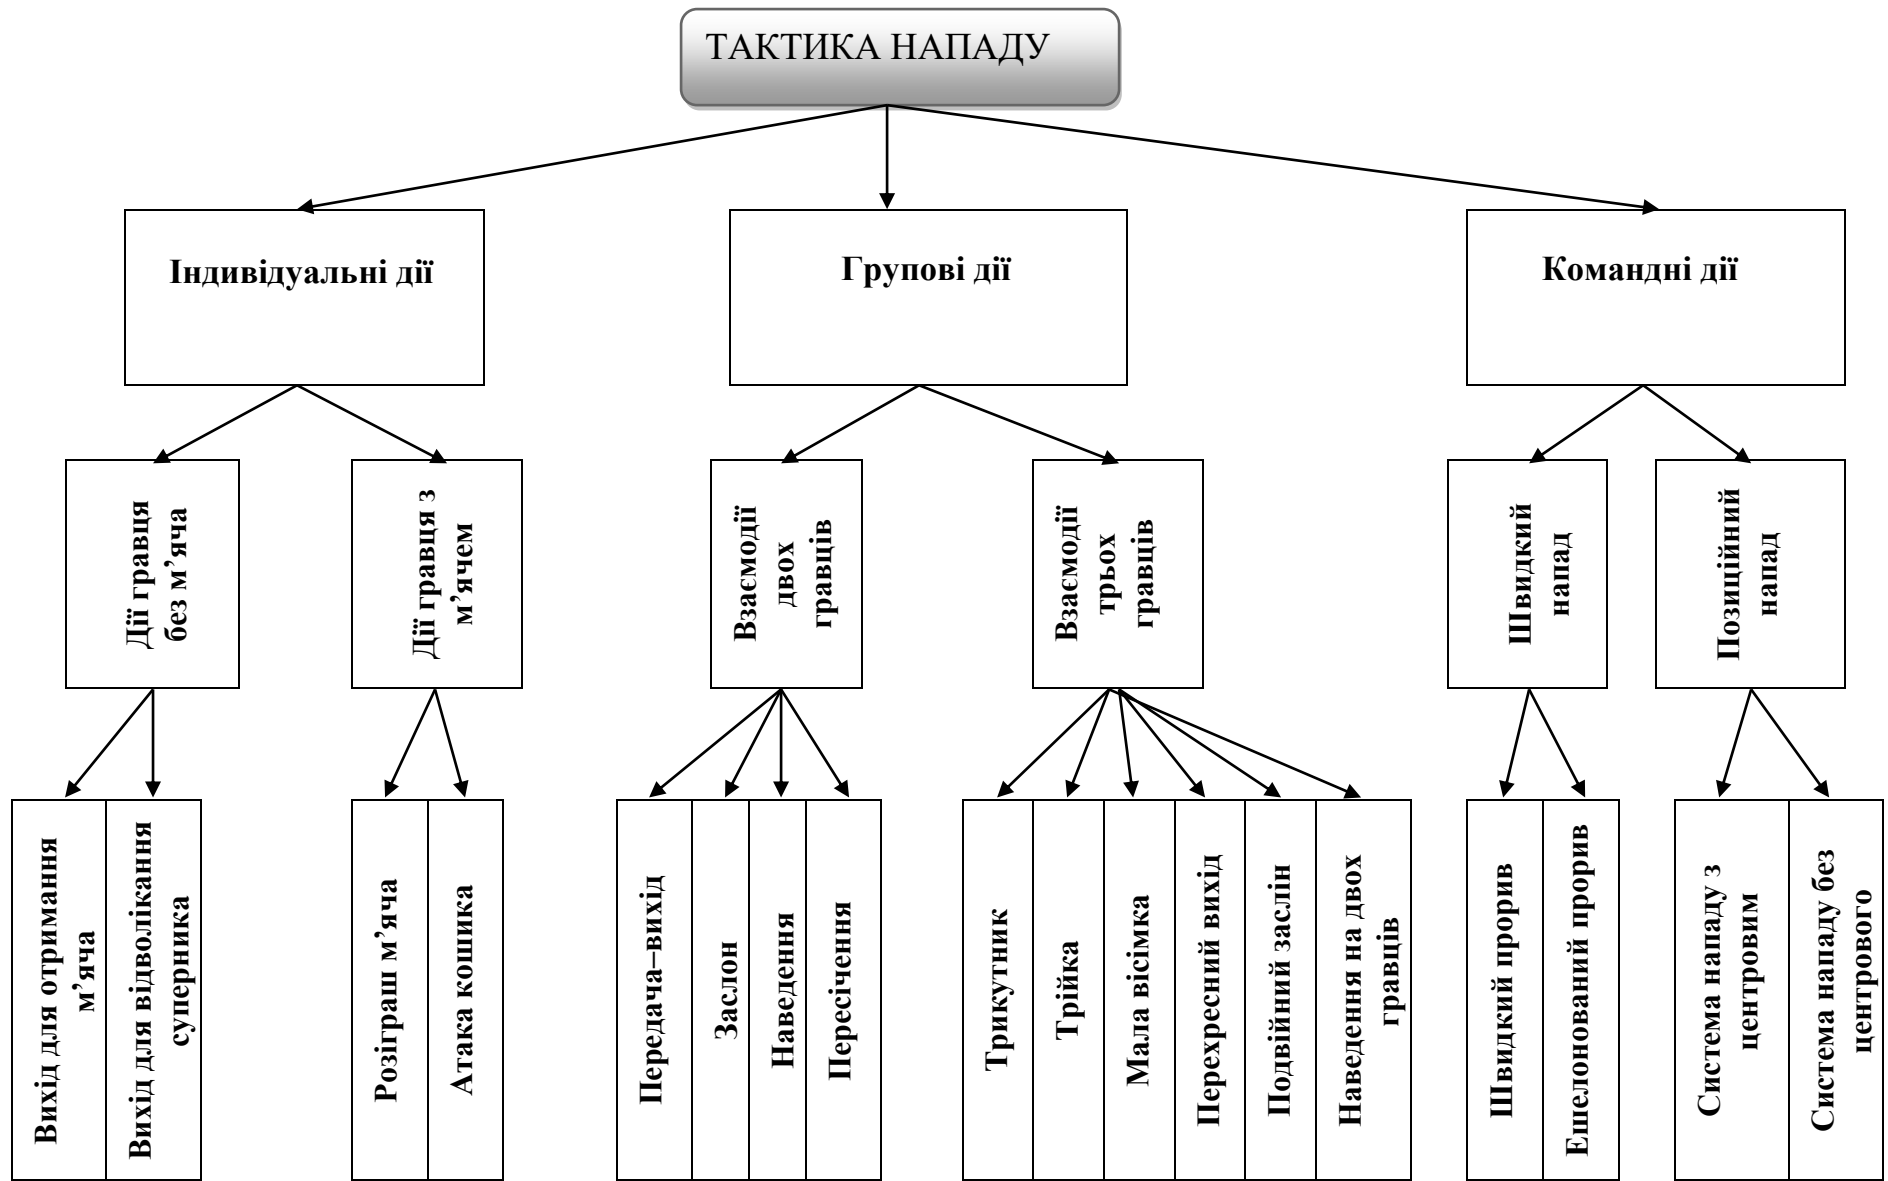 ТАКТИКА НАПАДУ
Індивідуальні дії
Групові дії
Командні дії
Дії гравця
без м’яча
Дії гравця з
м’ячем
Взаємодії
двох
гравців
Взаємодії
трьох
гравців
Швидкий
напад
Позиційний
напад
Вихід для отримання
м’яча
Вихід для відволікання
суперника
Розіграш м’яча
Атака кошика
Передача–вихід
Заслон
Наведення
Пересічення
Трикутник
Трійка
Мала вісімка
Перехресний вихід
Подвійний заслін
Наведення на двох
гравців
Швидкий прорив
Ешелонований прорив
Система нападу з
центровим
Система нападу без
центрового